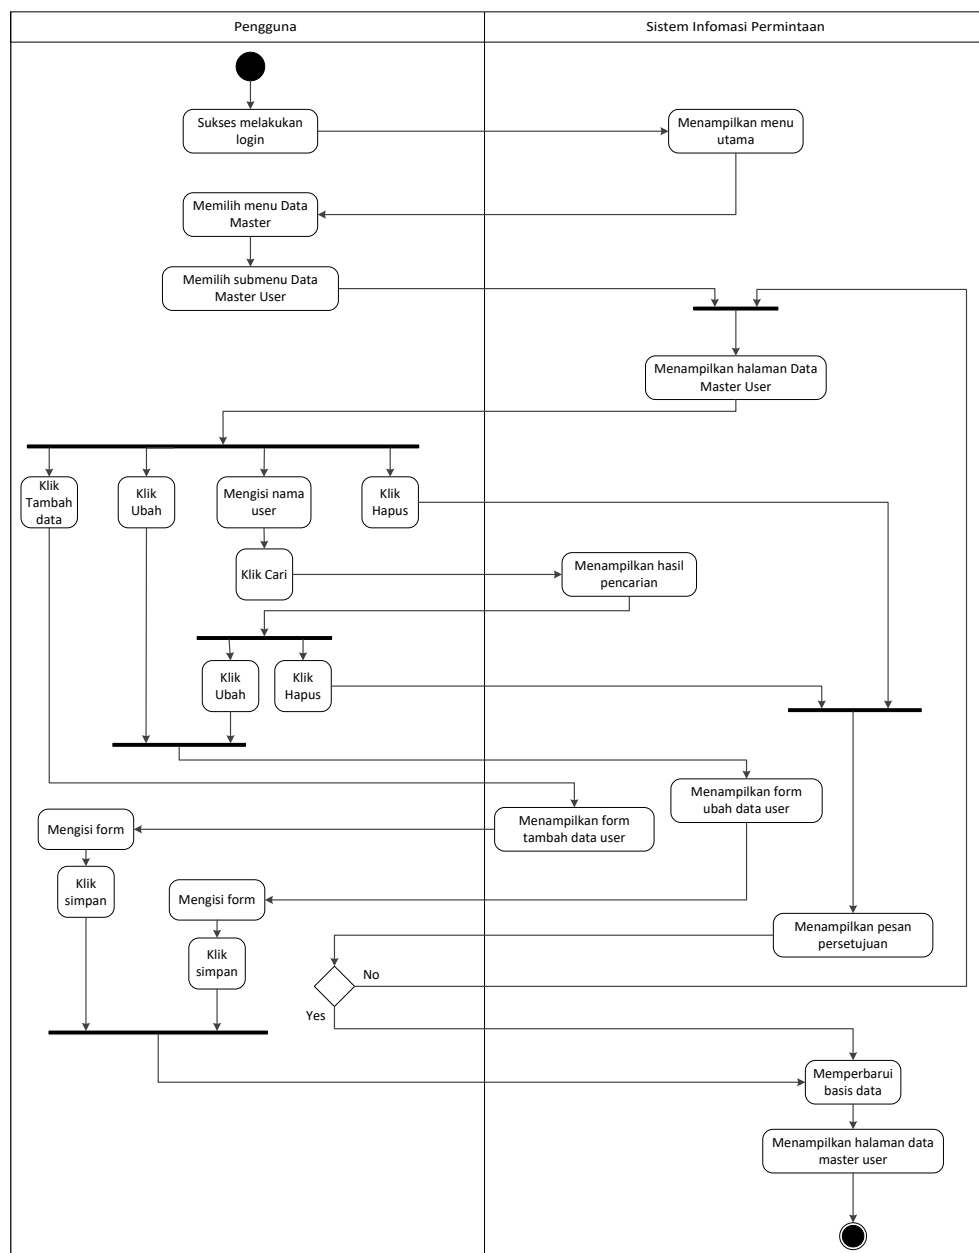 Pengguna
Sistem Infomasi Permintaan
Sukses melakukan
login
Menampilkan menu
utama
Memilih menu Data
Master
Memilih submenu Data
Master User
Menampilkan halaman Data
Master User
Klik
Tambah
data
Klik
Ubah
Mengisi nama
user
Klik
Hapus
Klik Cari
Menampilkan hasil
pencarian
Klik
Ubah
Klik
Hapus
Menampilkan form
ubah data user
Menampilkan form
tambah data user
Mengisi form
Klik
simpan
Mengisi form
Klik
simpan
Menampilkan pesan
persetujuan
No
Yes
Memperbarui
basis data
Menampilkan halaman data
master user